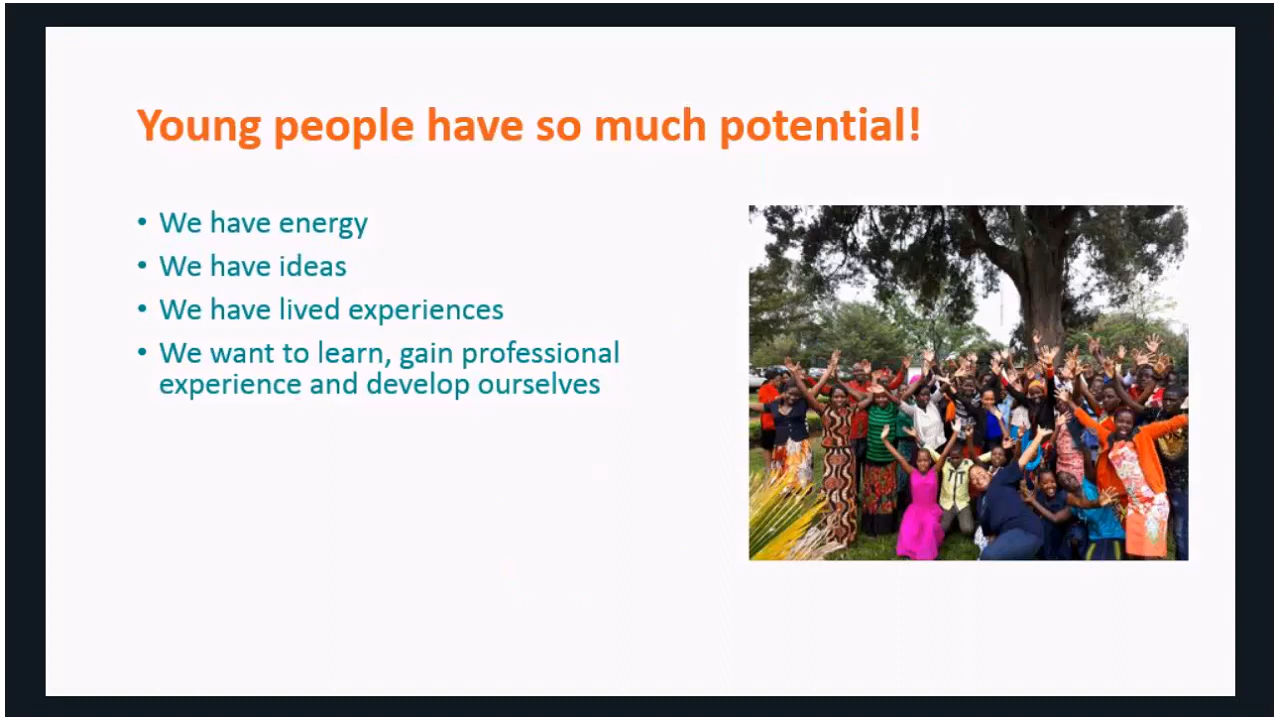 Young people have so much potential!
• We have energy
• We have ideas
• We have lived experiences
• We want to learn, gain professional
experience and develop ourselves